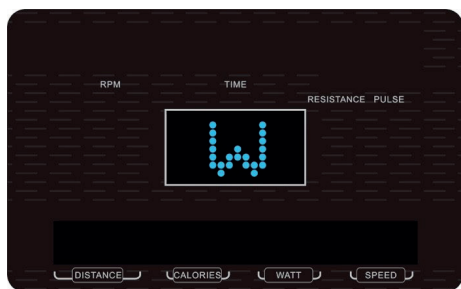 RPM TIME
RESISTANCE PULSE
W
DISTANCE CALORIES WATT SPEED